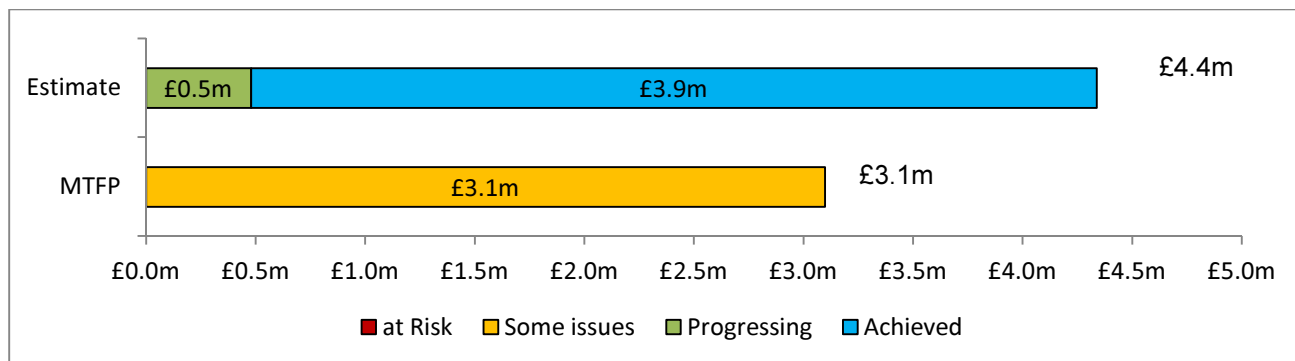 £4.4m
Estimate £0.5m £3.9m
MTFP £3.1m £3.1m
£0.0m £0.5m £1.0m £1.5m £2.0m £2.5m £3.0m £3.5m £4.0m £4.5m £5.0m
at Risk Some issues Progressing Achieved